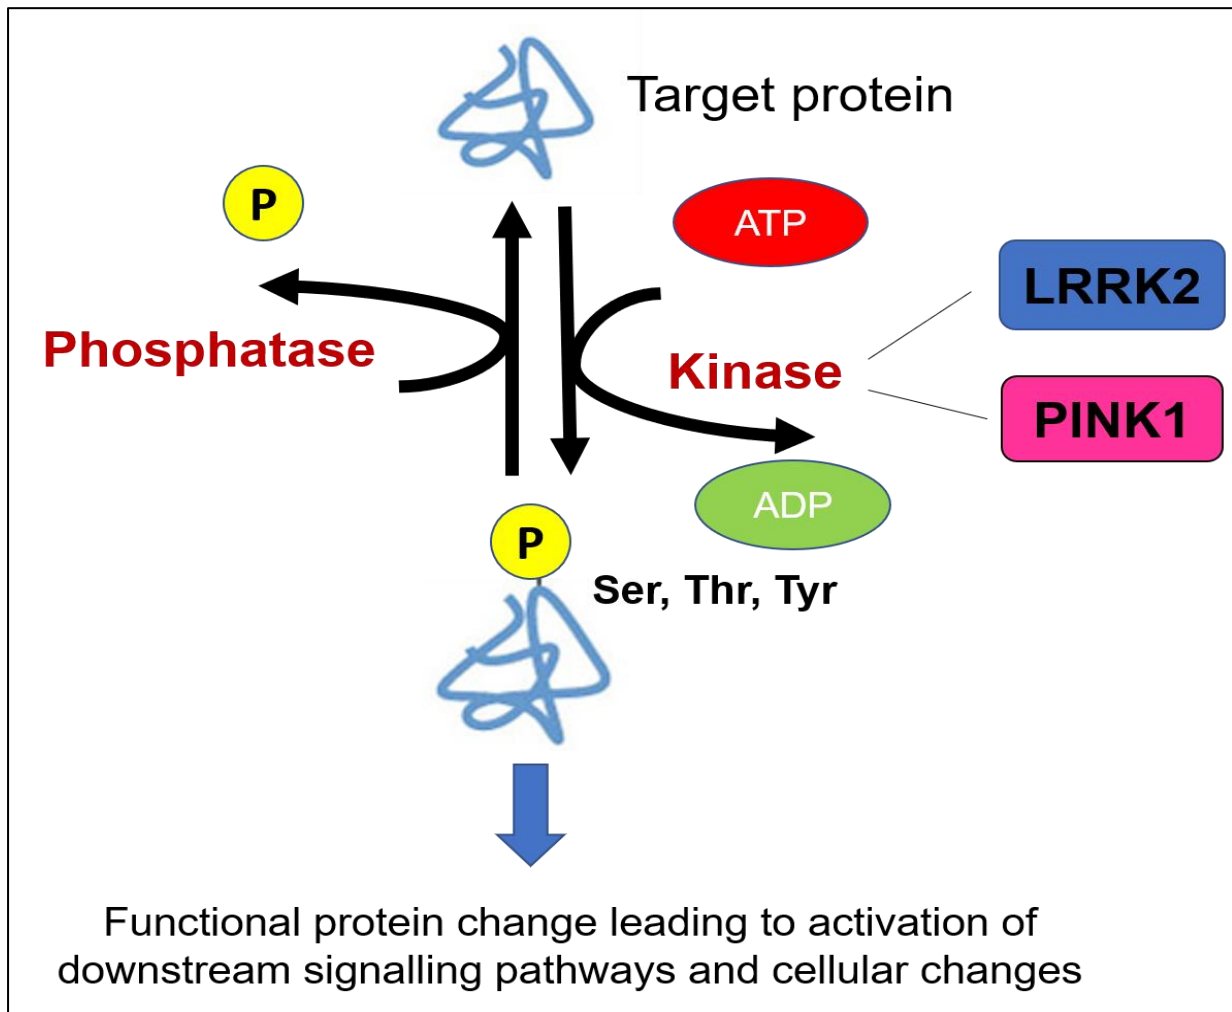 Target protein
P
ATP
LRRK2
Phosphatase
Kinase
PINK1
ADP
P
Ser, Thr, Tyr
Functional protein change leading to activation of
downstream signalling pathways and cellular changes